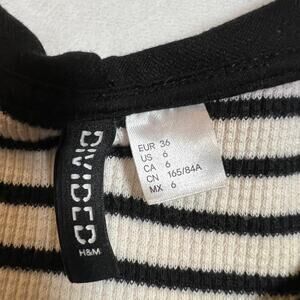 DIVIDED
H&M
EUR 36
US 6
CA 6
CN 165/84A
MX 6